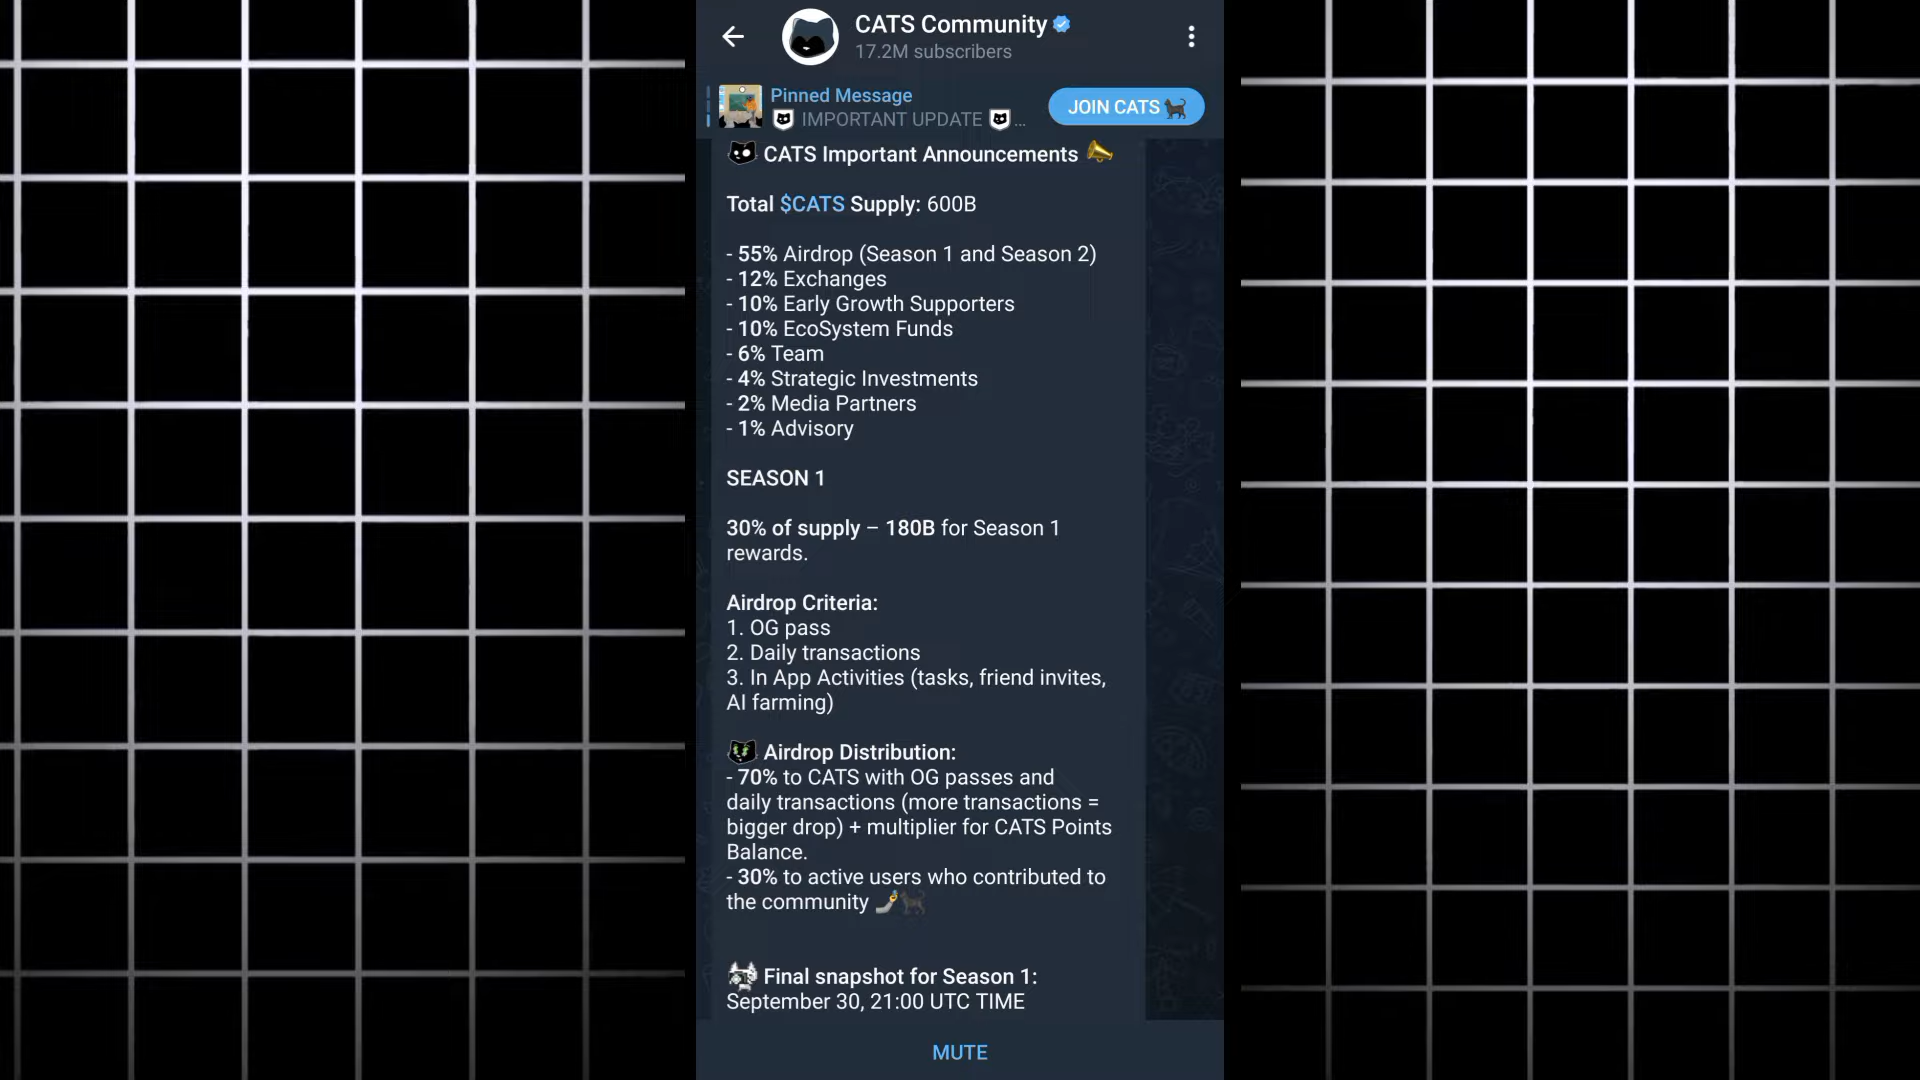 CATS Community
17.2M subscribers
Pinned Message
IMPORTANT UPDATE ...
JOIN CATS
CATS Important Announcements
Total $CATS Supply: 600B
- 55% Airdrop (Season 1 and Season 2)
- 12% Exchanges
- 10% Early Growth Supporters
- 10% EcoSystem Funds
- 6% Team
- 4% Strategic Investments
- 2% Media Partners
- 1% Advisory
SEASON 1
30% of supply – 180B for Season 1
rewards.
Airdrop Criteria:
1. OG pass
2. Daily transactions
3. In App Activities (tasks, friend invites,
AI farming)
Airdrop Distribution:
- 70% to CATS with OG passes and
daily transactions (more transactions =
bigger drop) + multiplier for CATS Points
Balance.
- 30% to active users who contributed to
the community
Final snapshot for Season 1:
September 30, 21:00 UTC TIME
MUTE